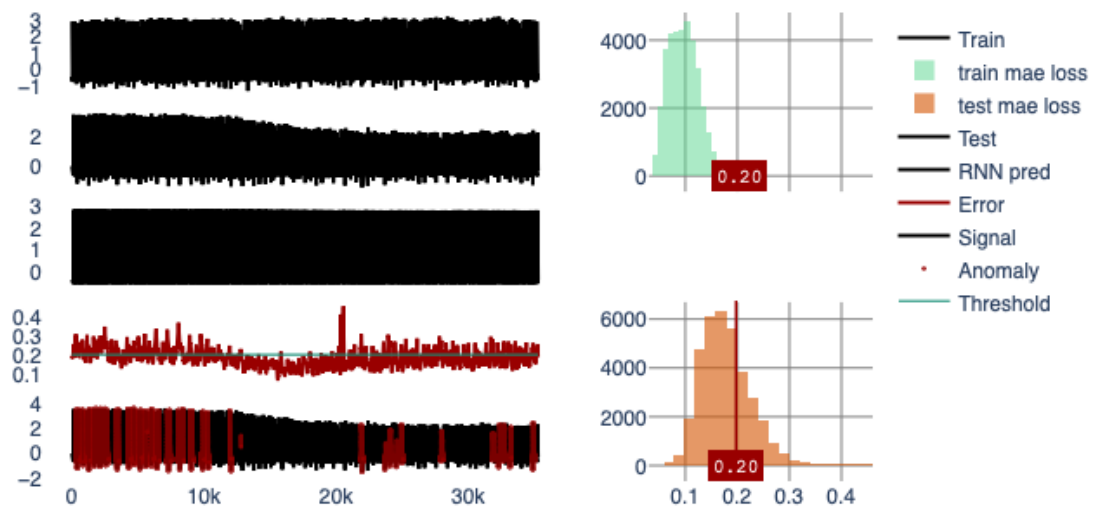 3
2
1
0
−1
2
0
3
2
1
0
0.4
0.3
0.2
0.1
4
2
0
−2
0
10k
20k
30k
4000
2000
0
0.20
6000
4000
2000
0
0.20
0.1
0.2
0.3
0.4
Train
train mae loss
test mae loss
Test
RNN pred
Error
Signal
Anomaly
Threshold